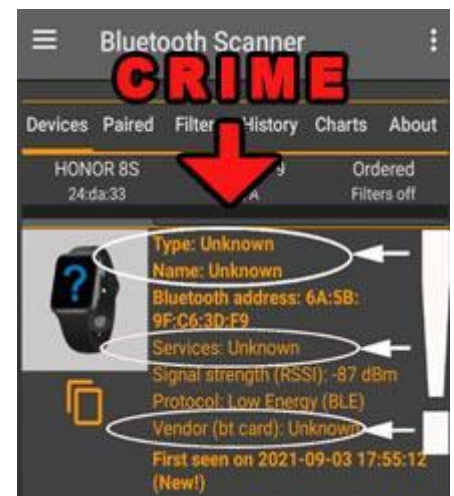 Bluetooth Scanner
CRIME
Devices Paired Filter History Charts About
HONOR 8S Ordered
24:da:33 Filters off
?
Type: Unknown
Name: Unknown
Bluetooth address: 6A:5B:
9F:C6:3D:F9
Services: Unknown
Signal strength (RSSI): -87 dBm
Protocol: Low Energy (BLE)
Vendor (bt card): Unknown
First seen on 2021-09-03 17:55:12
(New!)
!